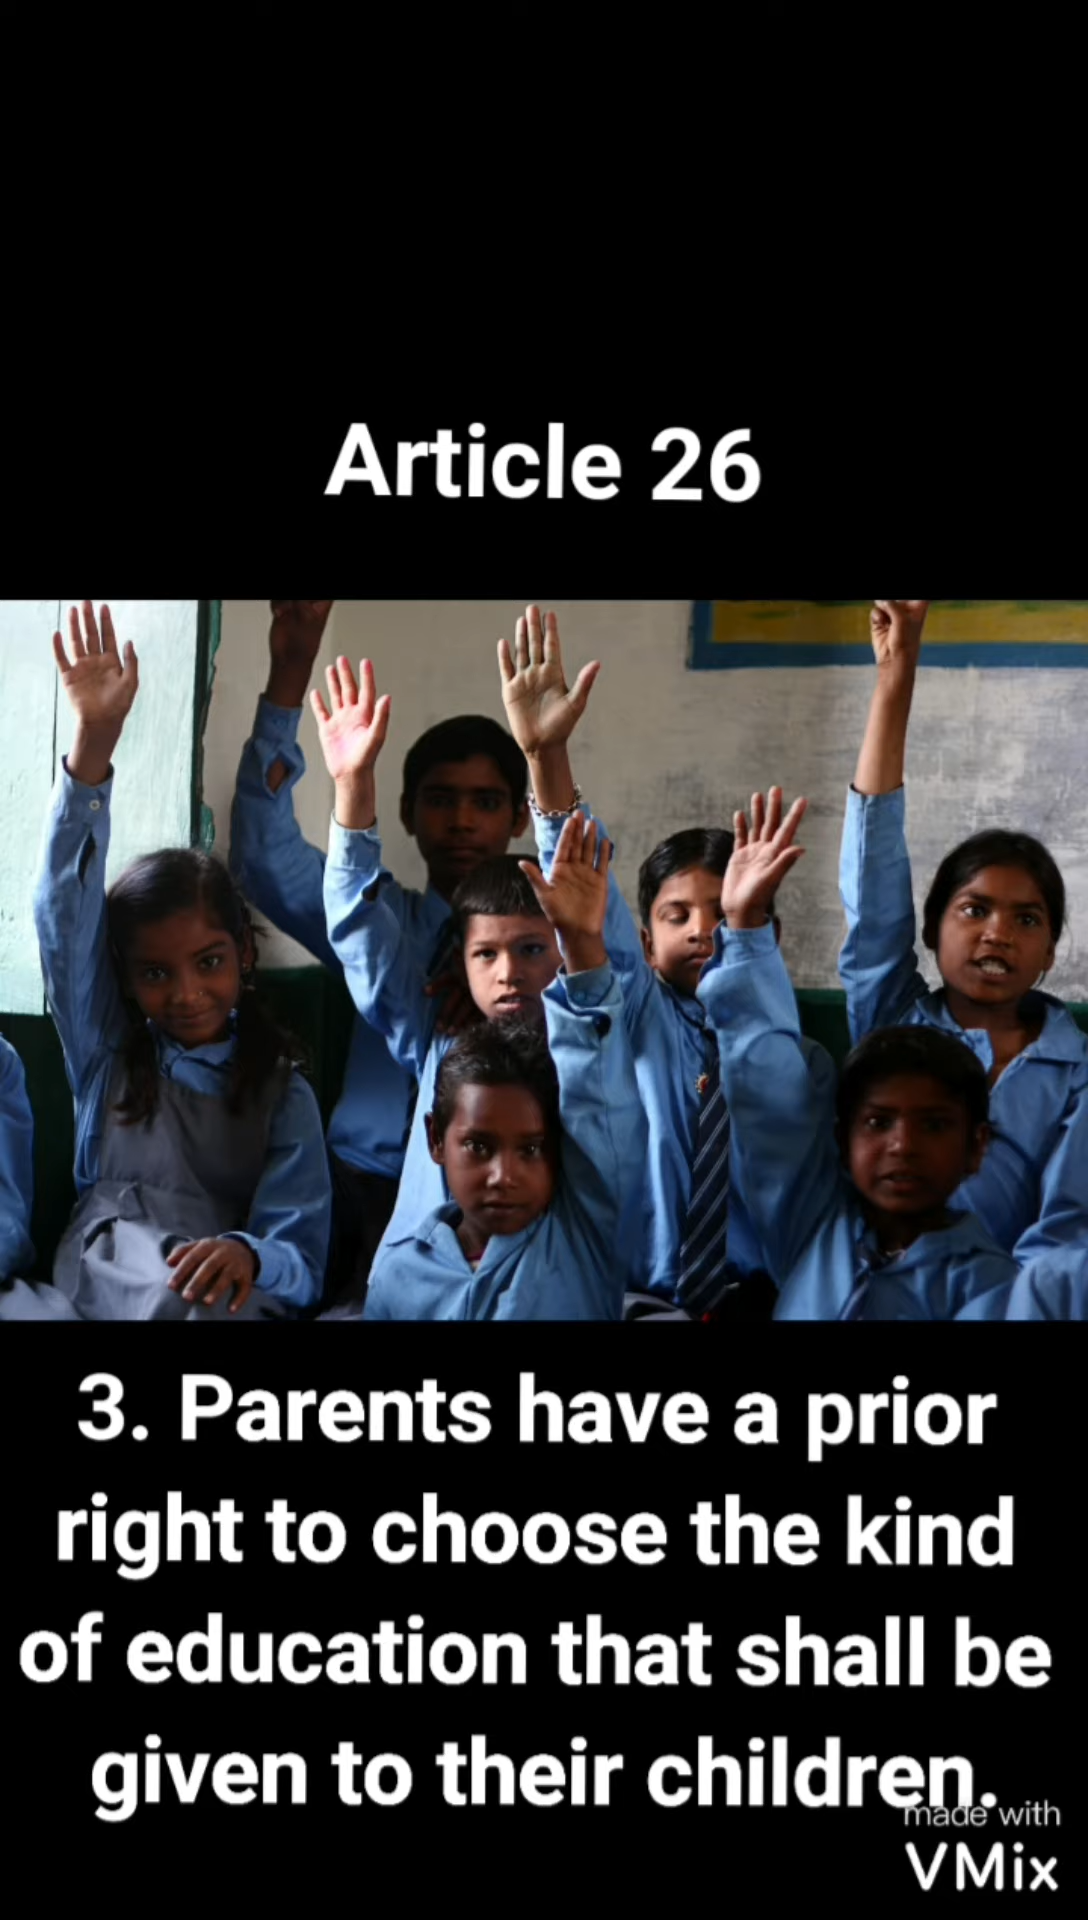 Article 26
3. Parents have a prior
right to choose the kind
of education that shall be
given to their children.
made with
VMix